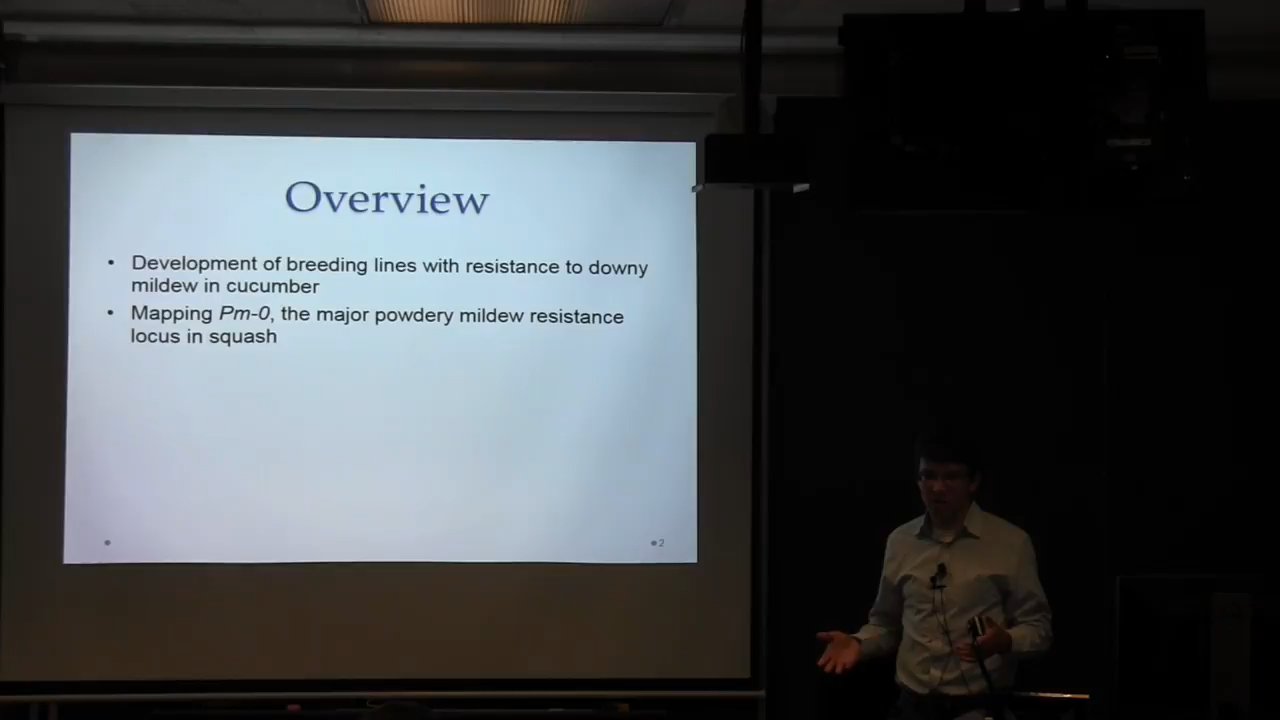 Overview
• Development of breeding lines with resistance to downy
mildew in cucumber
• Mapping Pm-0, the major powdery mildew resistance
locus in squash
2